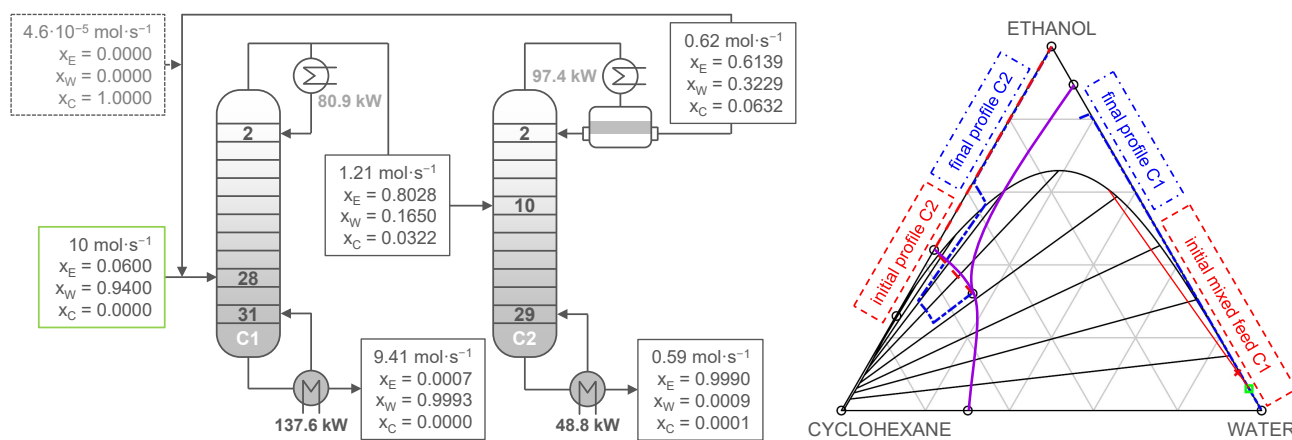 4.6·10⁻⁵ mol·s⁻¹
x_E = 0.0000
x_W = 0.0000
x_C = 1.0000
10 mol·s⁻¹
x_E = 0.0600
x_W = 0.9400
x_C = 0.0000
80.9 kW
2
28
31
C1
137.6 kW
9.41 mol·s⁻¹
x_E = 0.0007
x_W = 0.9993
x_C = 0.0000
1.21 mol·s⁻¹
x_E = 0.8028
x_W = 0.1650
x_C = 0.0322
97.4 kW
2
10
29
C2
48.8 kW
0.59 mol·s⁻¹
x_E = 0.9990
x_W = 0.0009
x_C = 0.0001
0.62 mol·s⁻¹
x_E = 0.6139
x_W = 0.3229
x_C = 0.0632
ETHANOL
final profile C2
initial profile C2
final profile C1
initial mixed feed C1
CYCLOHEXANE
WATER